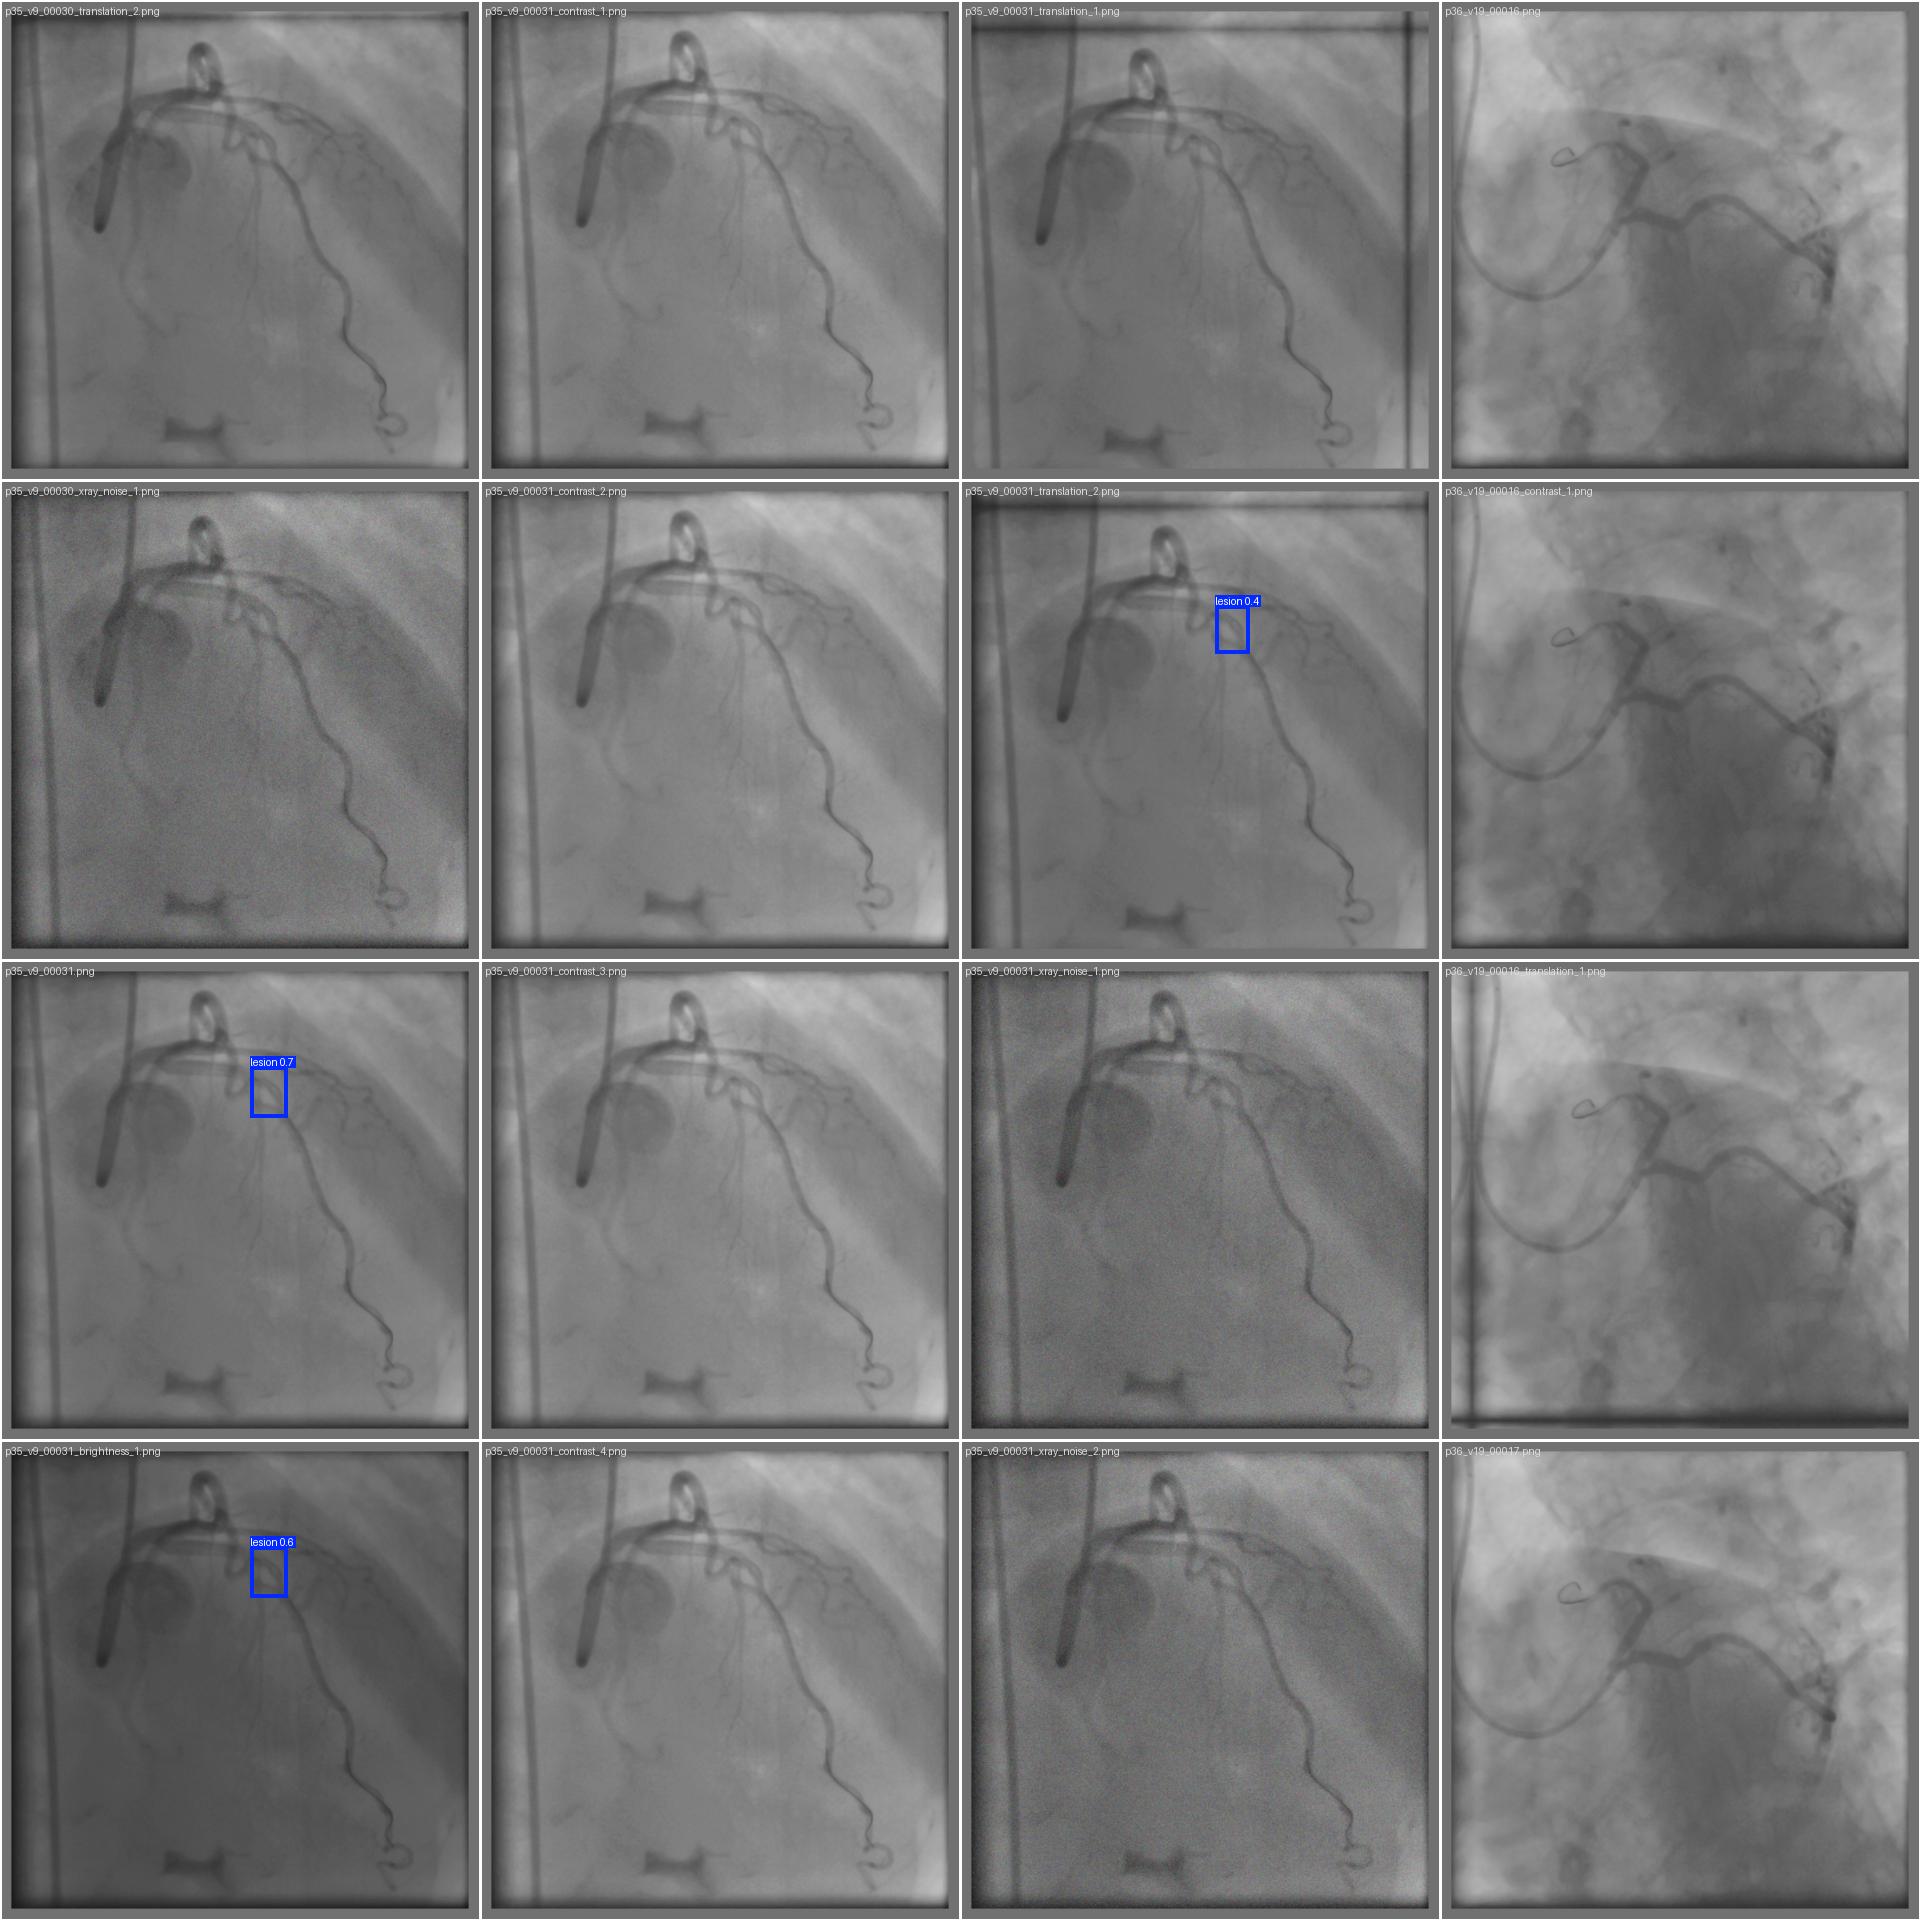 p35_v9_00030_translation_2.png
p35_v9_00031_contrast_1.png
p35_v9_00031_translation_1.png
p36_v19_00016.png
p35_v9_00030_xray_noise_1.png
p35_v9_00031_contrast_2.png
p35_v9_00031_translation_2.png
lesion 0.4
p36_v19_00016_contrast_1.png
p35_v9_00031.png
lesion 0.7
p35_v9_00031_contrast_3.png
p35_v9_00031_xray_noise_1.png
p36_v19_00016_translation_1.png
p35_v9_00031_brightness_1.png
lesion 0.6
p35_v9_00031_contrast_4.png
p35_v9_00031_xray_noise_2.png
p36_v19_00017.png